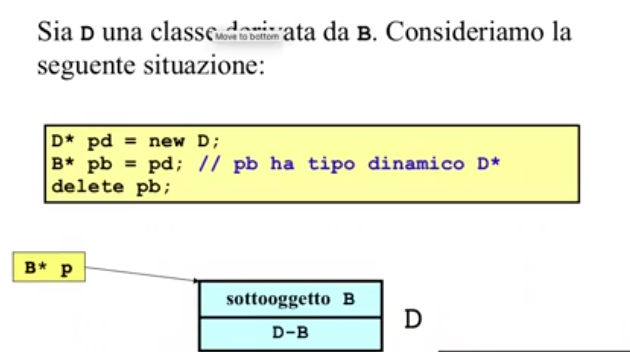 Sia D una classe derivata da B. Consideriamo la
Move to bottom
seguente situazione:
D* pd = new D;
B* pb = pd; // pb ha tipo dinamico D*
delete pb;
B* p
sottooggetto B
D
D-B